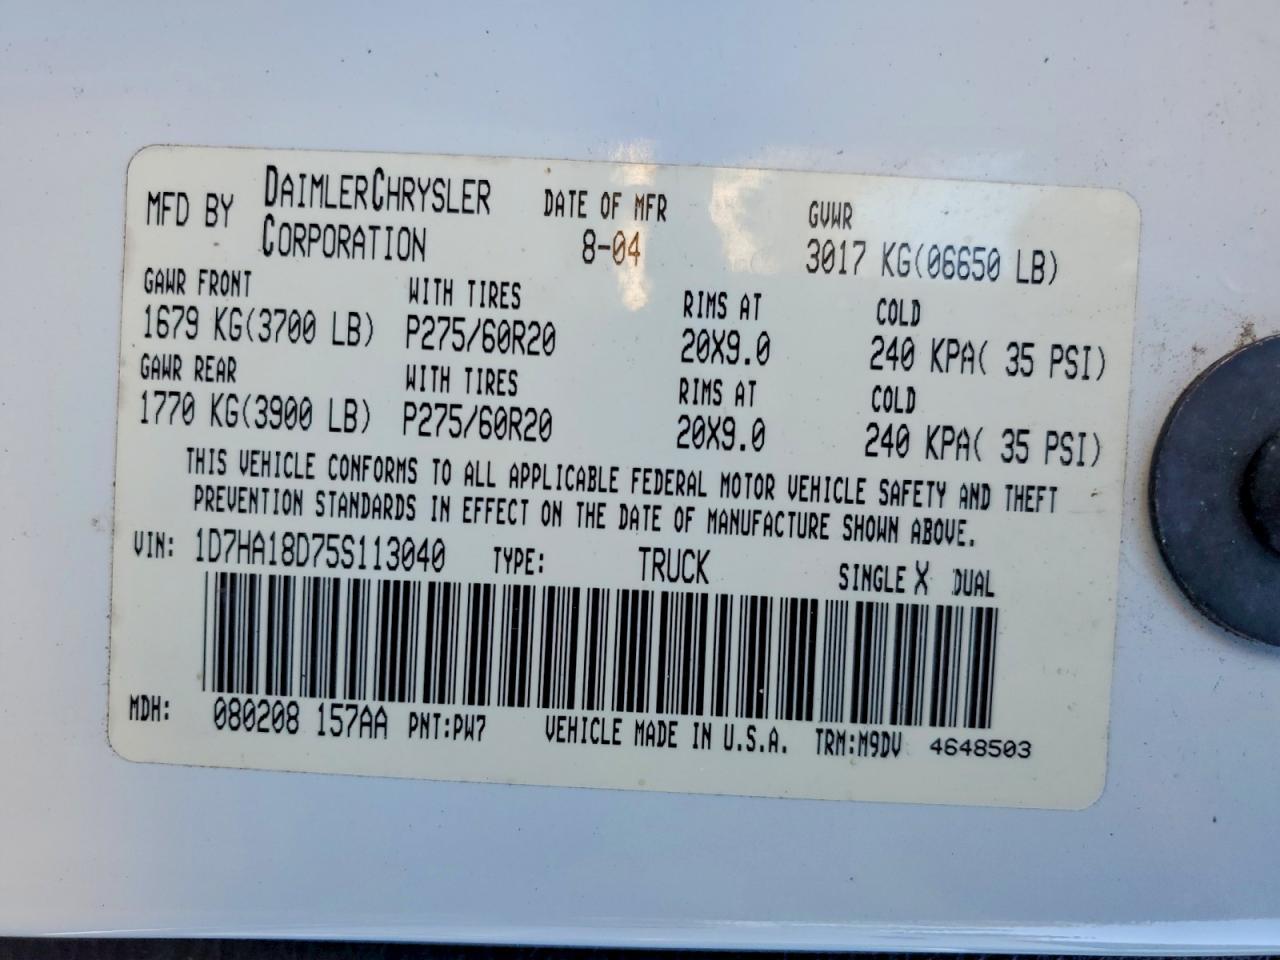 MFD BY DAIMLERCHRYSLER CORPORATION DATE OF MFR 8-04 GVWR 3017 KG(06650 LB)
GAWR FRONT WITH TIRES RIMS AT COLD
1679 KG(3700 LB) P275/60R20 20X9.0 240 KPA( 35 PSI)
GAWR REAR WITH TIRES RIMS AT COLD
1770 KG(3900 LB) P275/60R20 20X9.0 240 KPA( 35 PSI)
THIS VEHICLE CONFORMS TO ALL APPLICABLE FEDERAL MOTOR VEHICLE SAFETY AND THEFT
PREVENTION STANDARDS IN EFFECT ON THE DATE OF MANUFACTURE SHOWN ABOVE.
VIN: 1D7HA18D75S113040 TYPE: TRUCK SINGLE X DUAL
MDH: 080208 157AA PNT:PW7 VEHICLE MADE IN U.S.A. TRM:M9DV 4648503